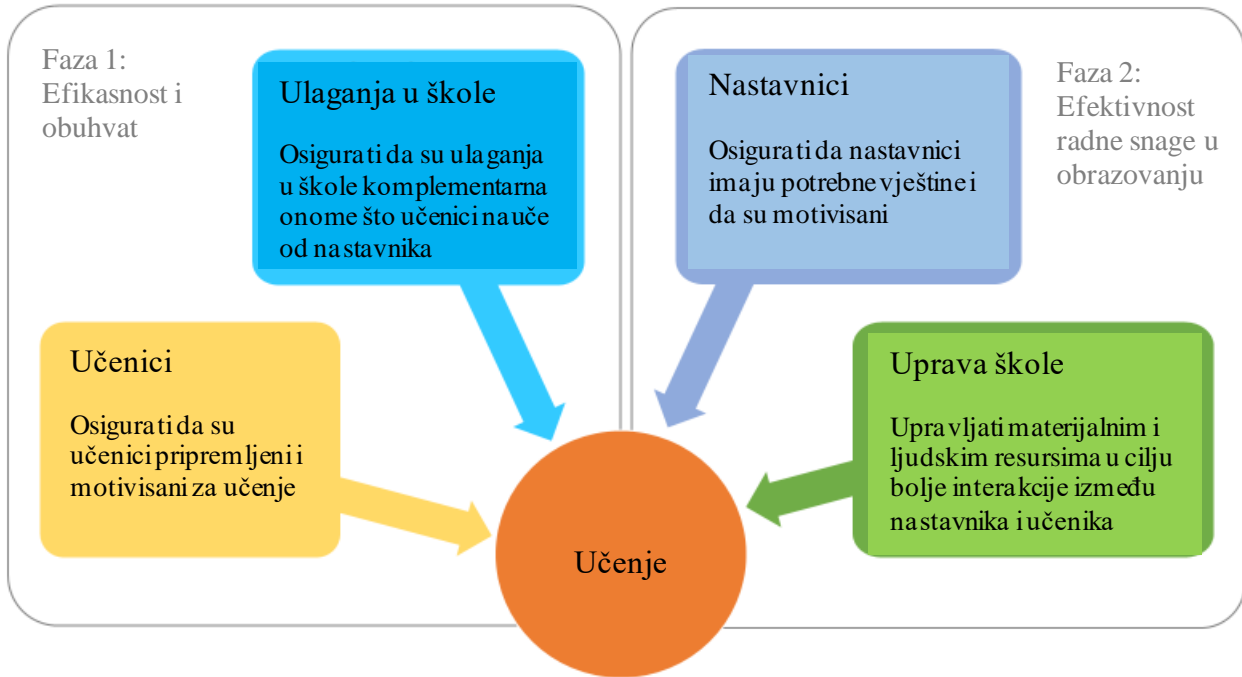 Faza 1:
Efikasnost i
obuhvat
Ulaganja u škole
Osigurati da su ulaganja
u škole komplementarna
onome što učenici nauče
od nastavnika
Učenici
Osigurati da su
učenici pripremljeni i
motivisani za učenje
Nastavnici
Osigurati da nastavnici
imaju potrebne vještine i
da su motivisani
Faza 2:
Efektivnost
radne snage u
obrazovanju
Uprava škole
Upravljati materijalnim i
ljudskim resursima u cilju
bolje interakcije između
nastavnika i učenika
Učenje